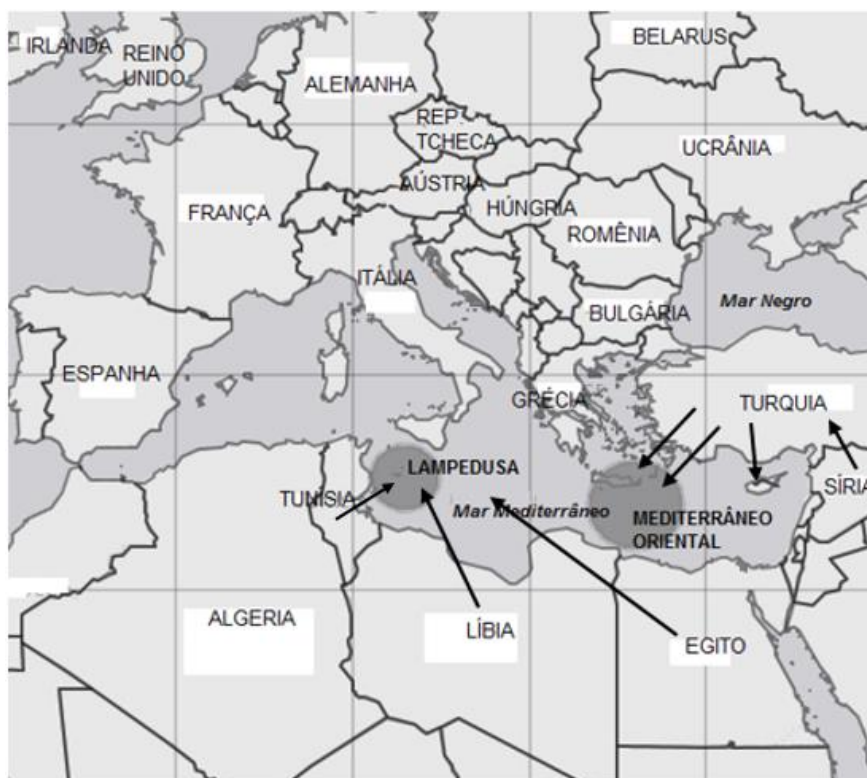 IRLANDA
REINO
UNIDO
BELARUS
ALEMANHA
REP.
TCHECA
UCRÂNIA
AÚSTRIA
FRANÇA
HÚNGRIA
ROMÊNIA
ITÁLIA
Mar Negro
BULGÁRIA
ESPANHA
GRÉCIA
TURQUIA
LAMPEDUSA
TUNÍSIA
SÍRIA
Mar Mediterrâneo
MEDITERRÂNEO
ORIENTAL
ALGERIA
LÍBIA
EGITO